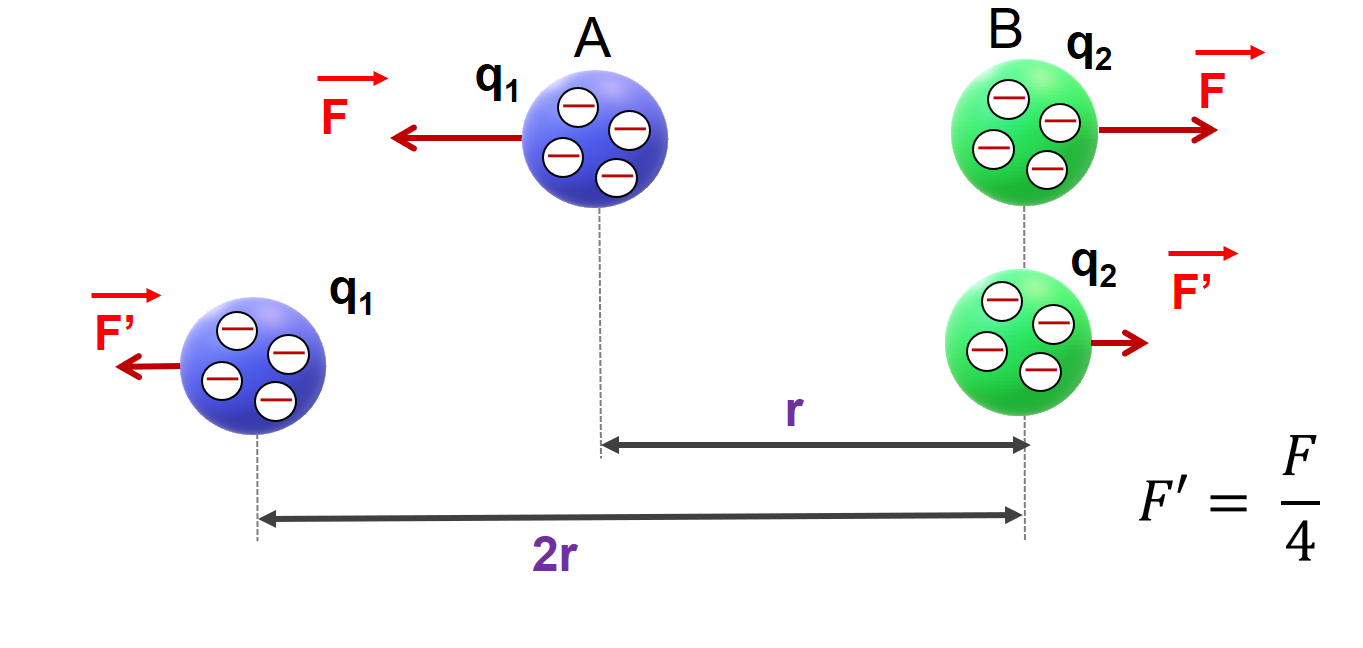 A
B
q₁
q₂
F
F
q₁
q₂
F’
F’
r
2r
F′ = F/4